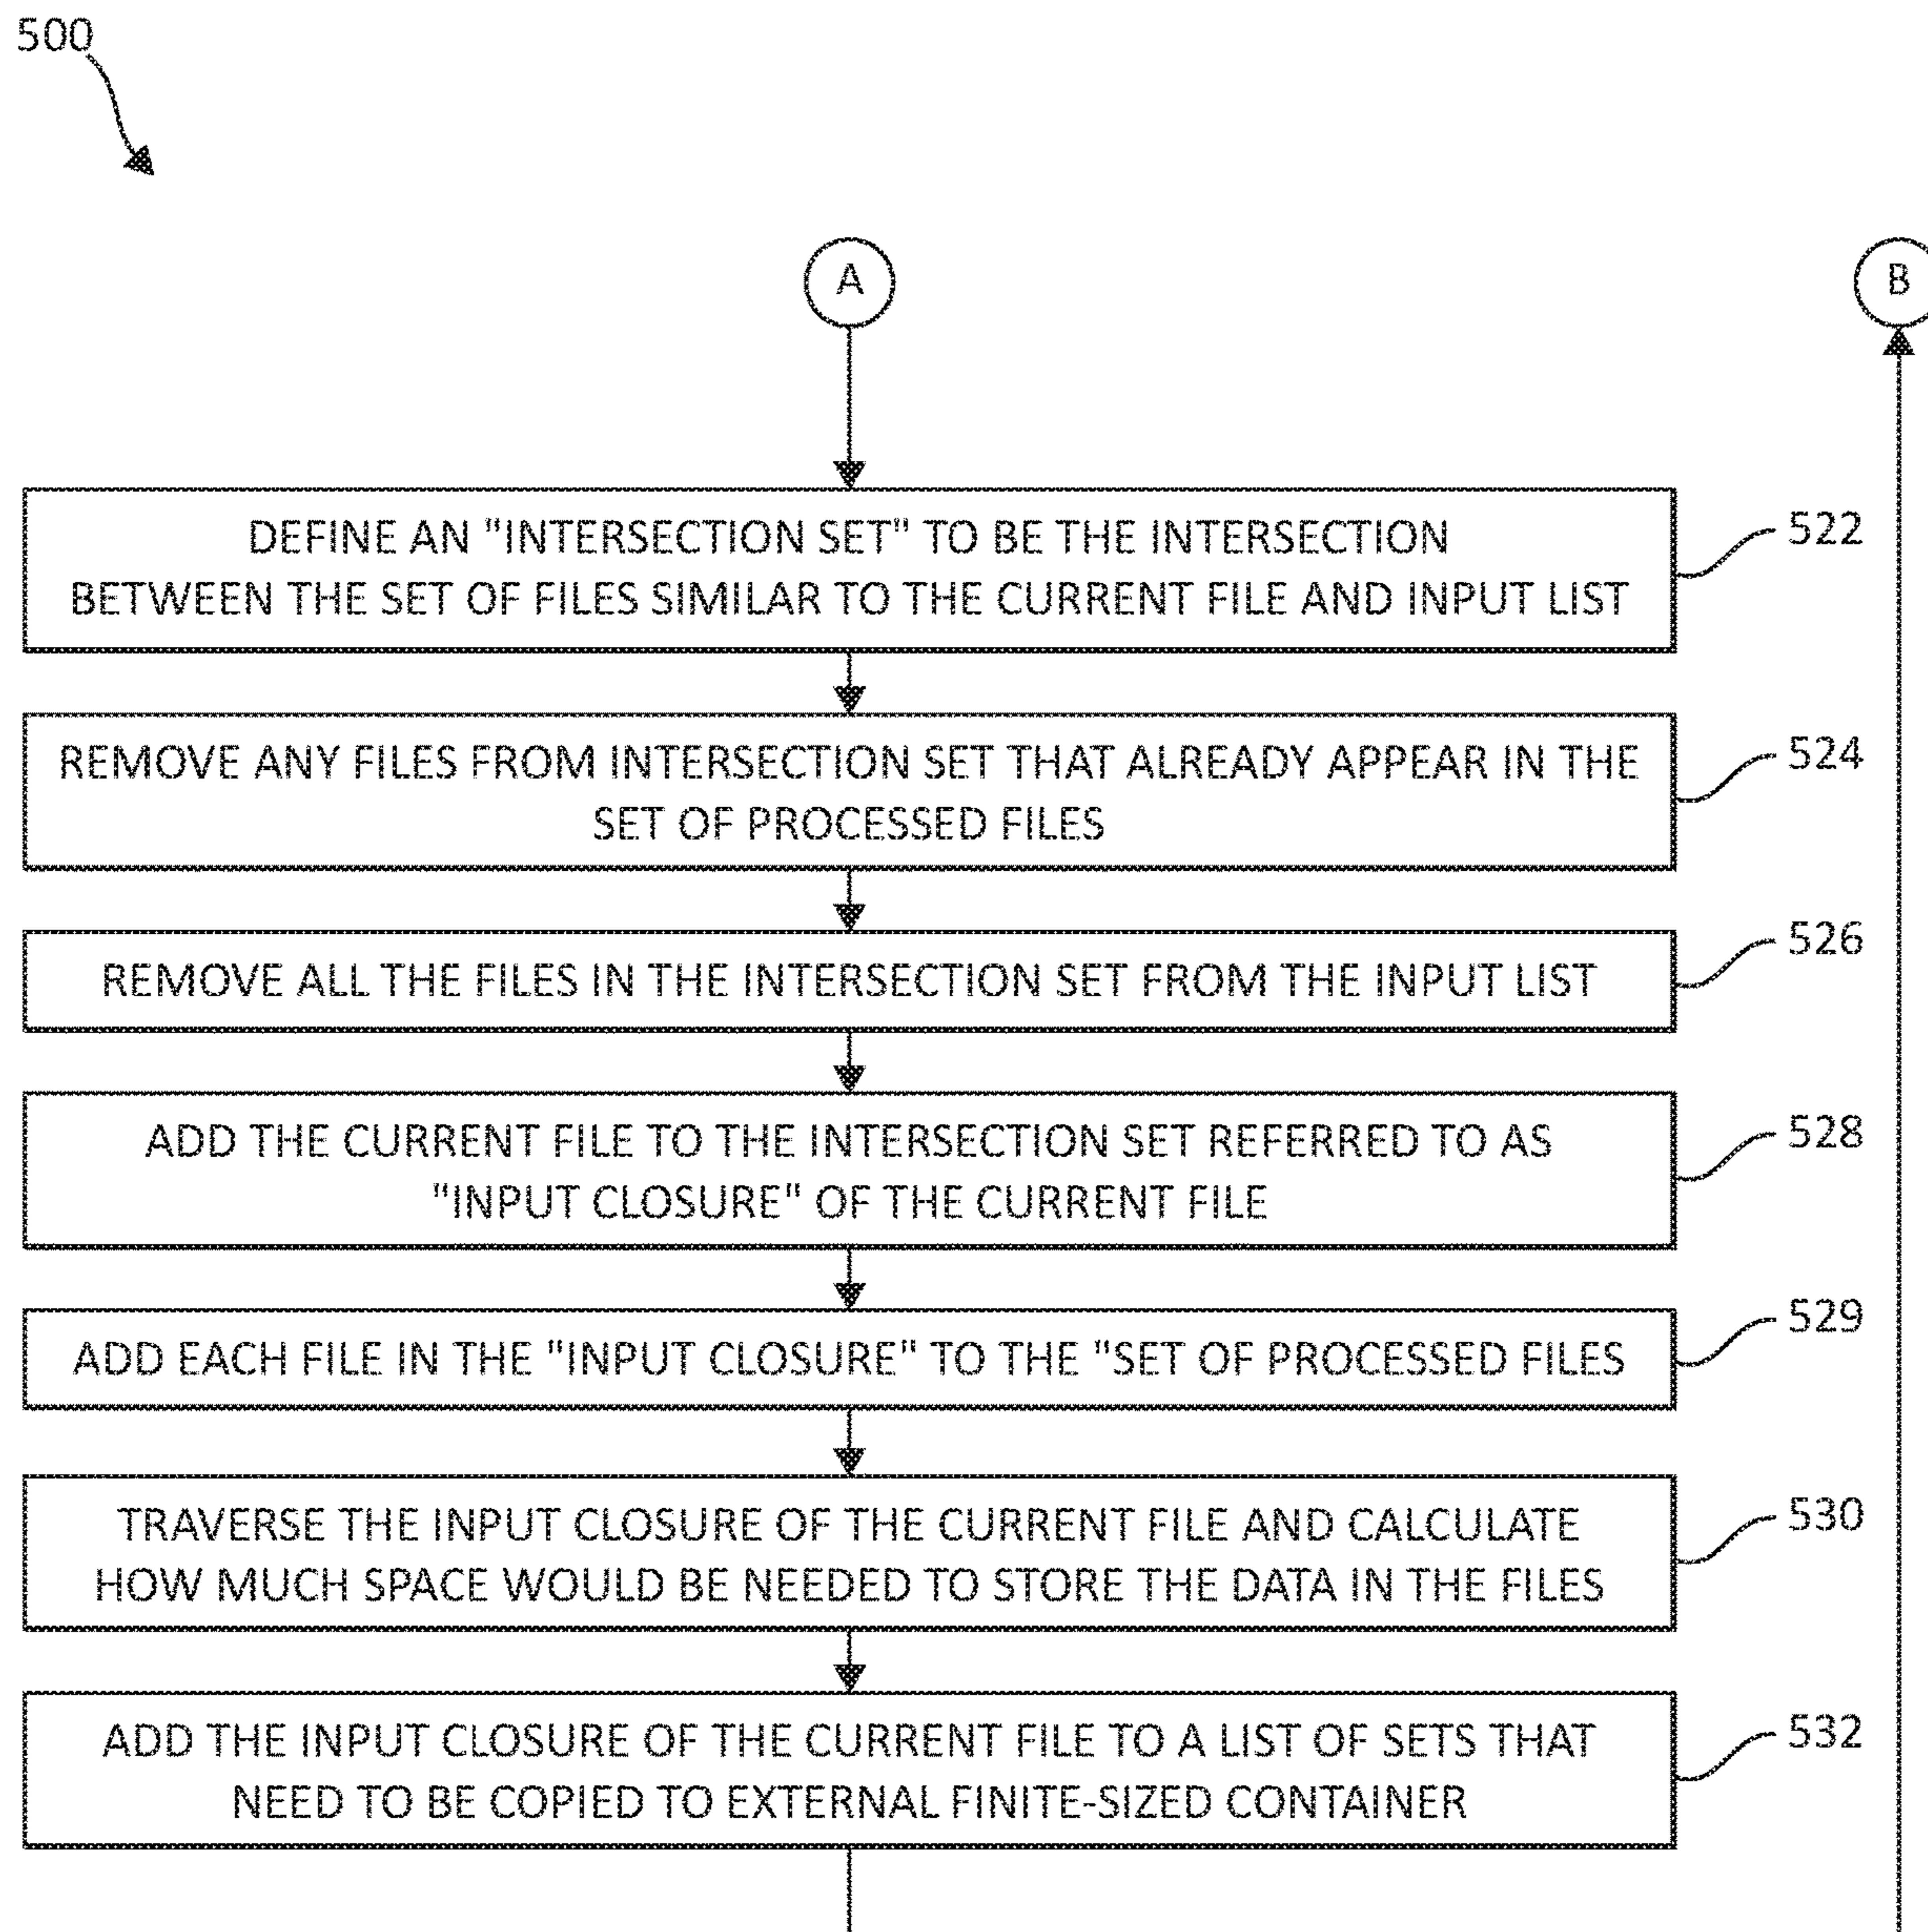 500
A
B
DEFINE AN "INTERSECTION SET" TO BE THE INTERSECTION
BETWEEN THE SET OF FILES SIMILAR TO THE CURRENT FILE AND INPUT LIST
522
REMOVE ANY FILES FROM INTERSECTION SET THAT ALREADY APPEAR IN THE
SET OF PROCESSED FILES
524
REMOVE ALL THE FILES IN THE INTERSECTION SET FROM THE INPUT LIST
526
ADD THE CURRENT FILE TO THE INTERSECTION SET REFERRED TO AS
"INPUT CLOSURE" OF THE CURRENT FILE
528
ADD EACH FILE IN THE "INPUT CLOSURE" TO THE "SET OF PROCESSED FILES
529
TRAVERSE THE INPUT CLOSURE OF THE CURRENT FILE AND CALCULATE
HOW MUCH SPACE WOULD BE NEEDED TO STORE THE DATA IN THE FILES
530
ADD THE INPUT CLOSURE OF THE CURRENT FILE TO A LIST OF SETS THAT
NEED TO BE COPIED TO EXTERNAL FINITE-SIZED CONTAINER
532